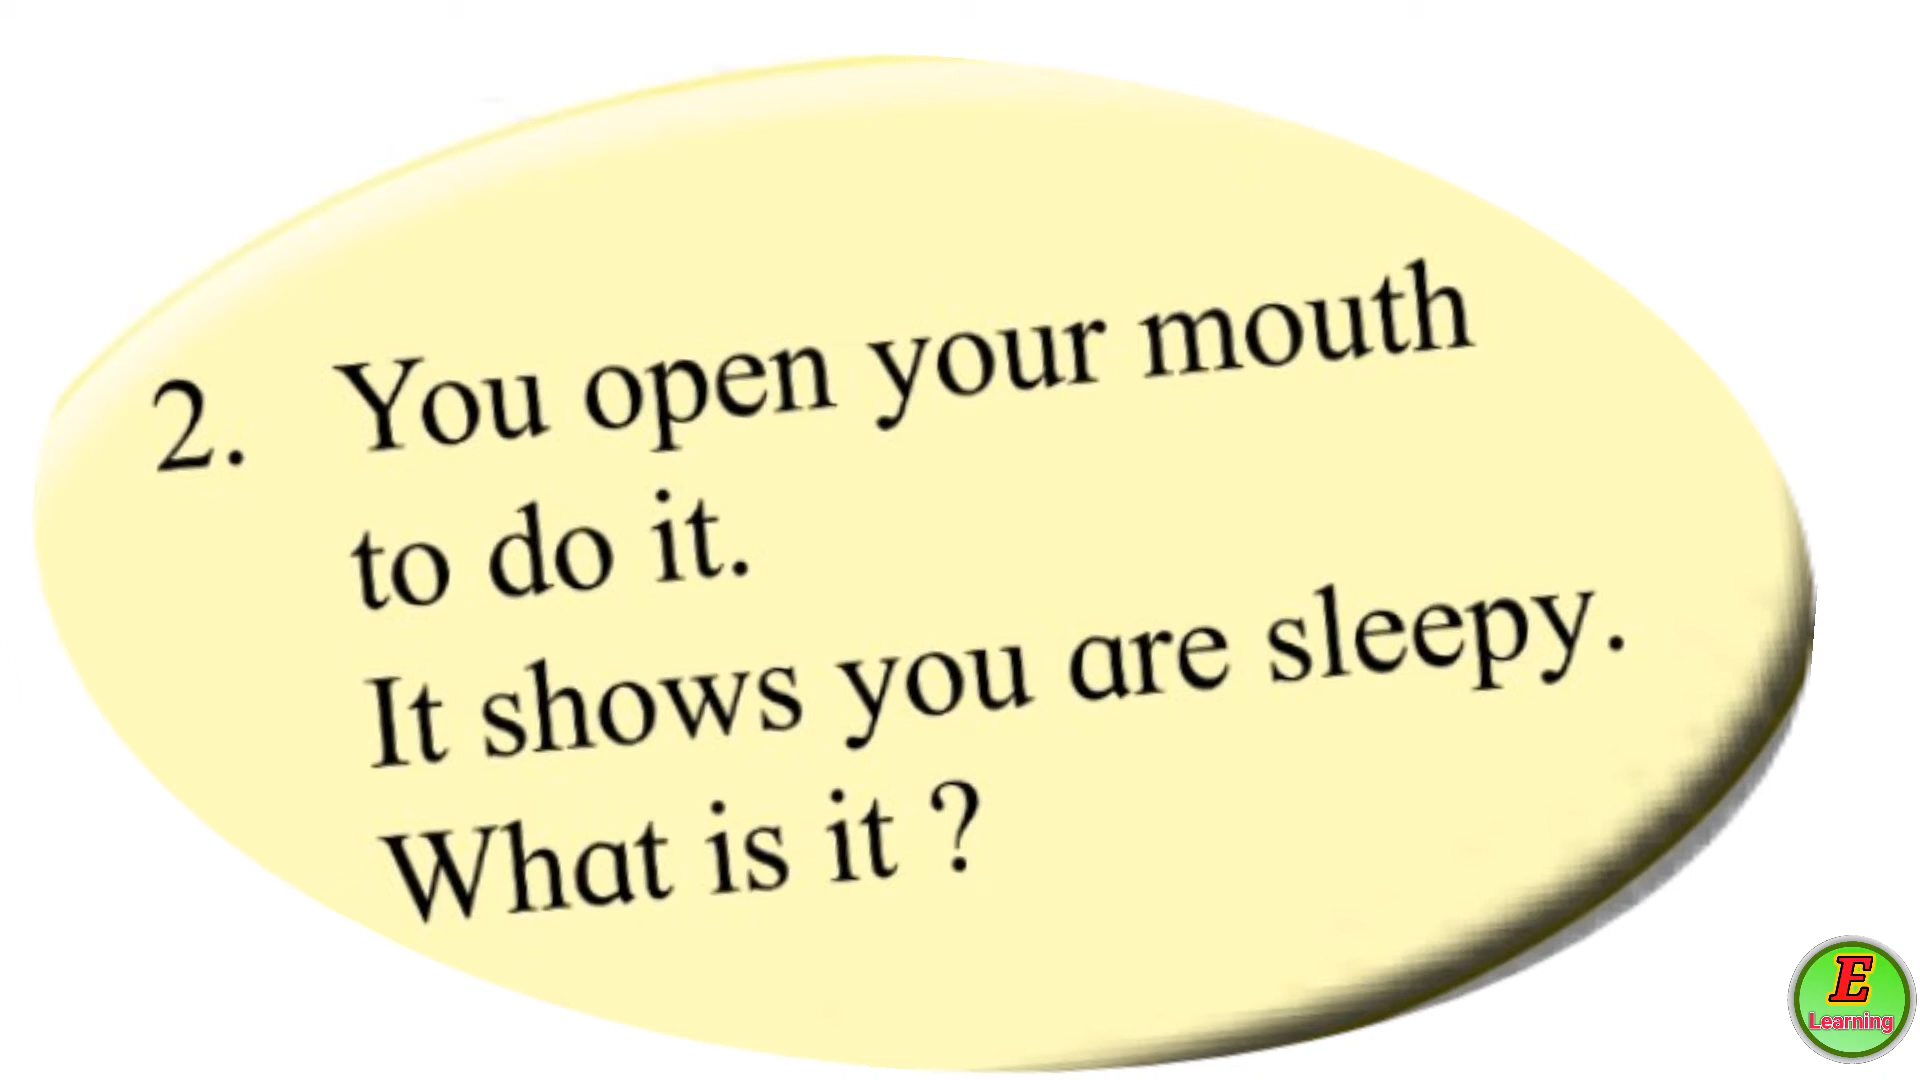 2. You open your mouth
to do it.
It shows you are sleepy.
What is it ?
E
Learning